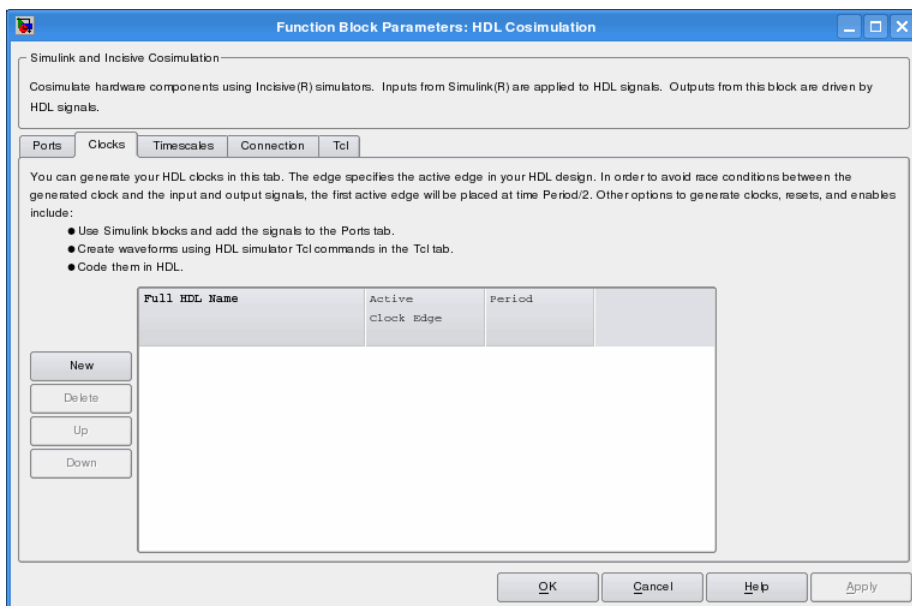 Function Block Parameters: HDL Cosimulation
Simulink and Incisive Cosimulation
Cosimulate hardware components using Incisive(R) simulators. Inputs from Simulink(R) are applied to HDL signals. Outputs from this block are driven by
HDL signals.
Ports Clocks Timescales Connection Tcl
You can generate your HDL clocks in this tab. The edge specifies the active edge in your HDL design. In order to avoid race conditions between the
generated clock and the input and output signals, the first active edge will be placed at time Period/2. Other options to generate clocks, resets, and enables
include:
● Use Simulink blocks and add the signals to the Ports tab.
● Create waveforms using HDL simulator Tcl commands in the Tcl tab.
● Code them in HDL.
Full HDL Name Active Period
Clock Edge
New
Delete
Up
Down
OK Cancel Help Apply